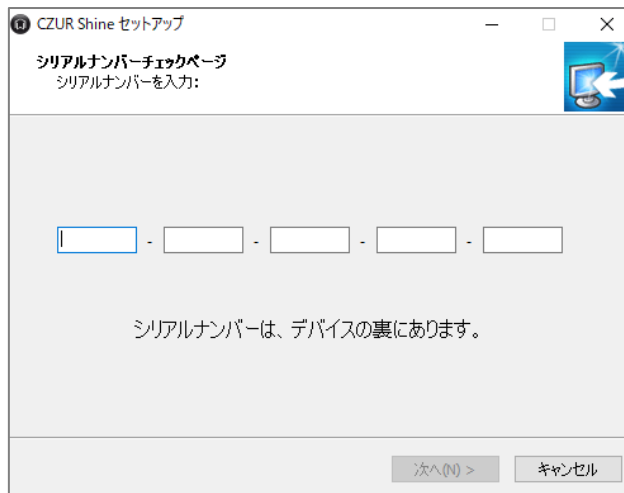 CZUR Shine セットアップ
シリアルナンバーチェックページ
シリアルナンバーを入力:
- - - -
シリアルナンバーは、デバイスの裏にあります。
次へ(N) > キャンセル